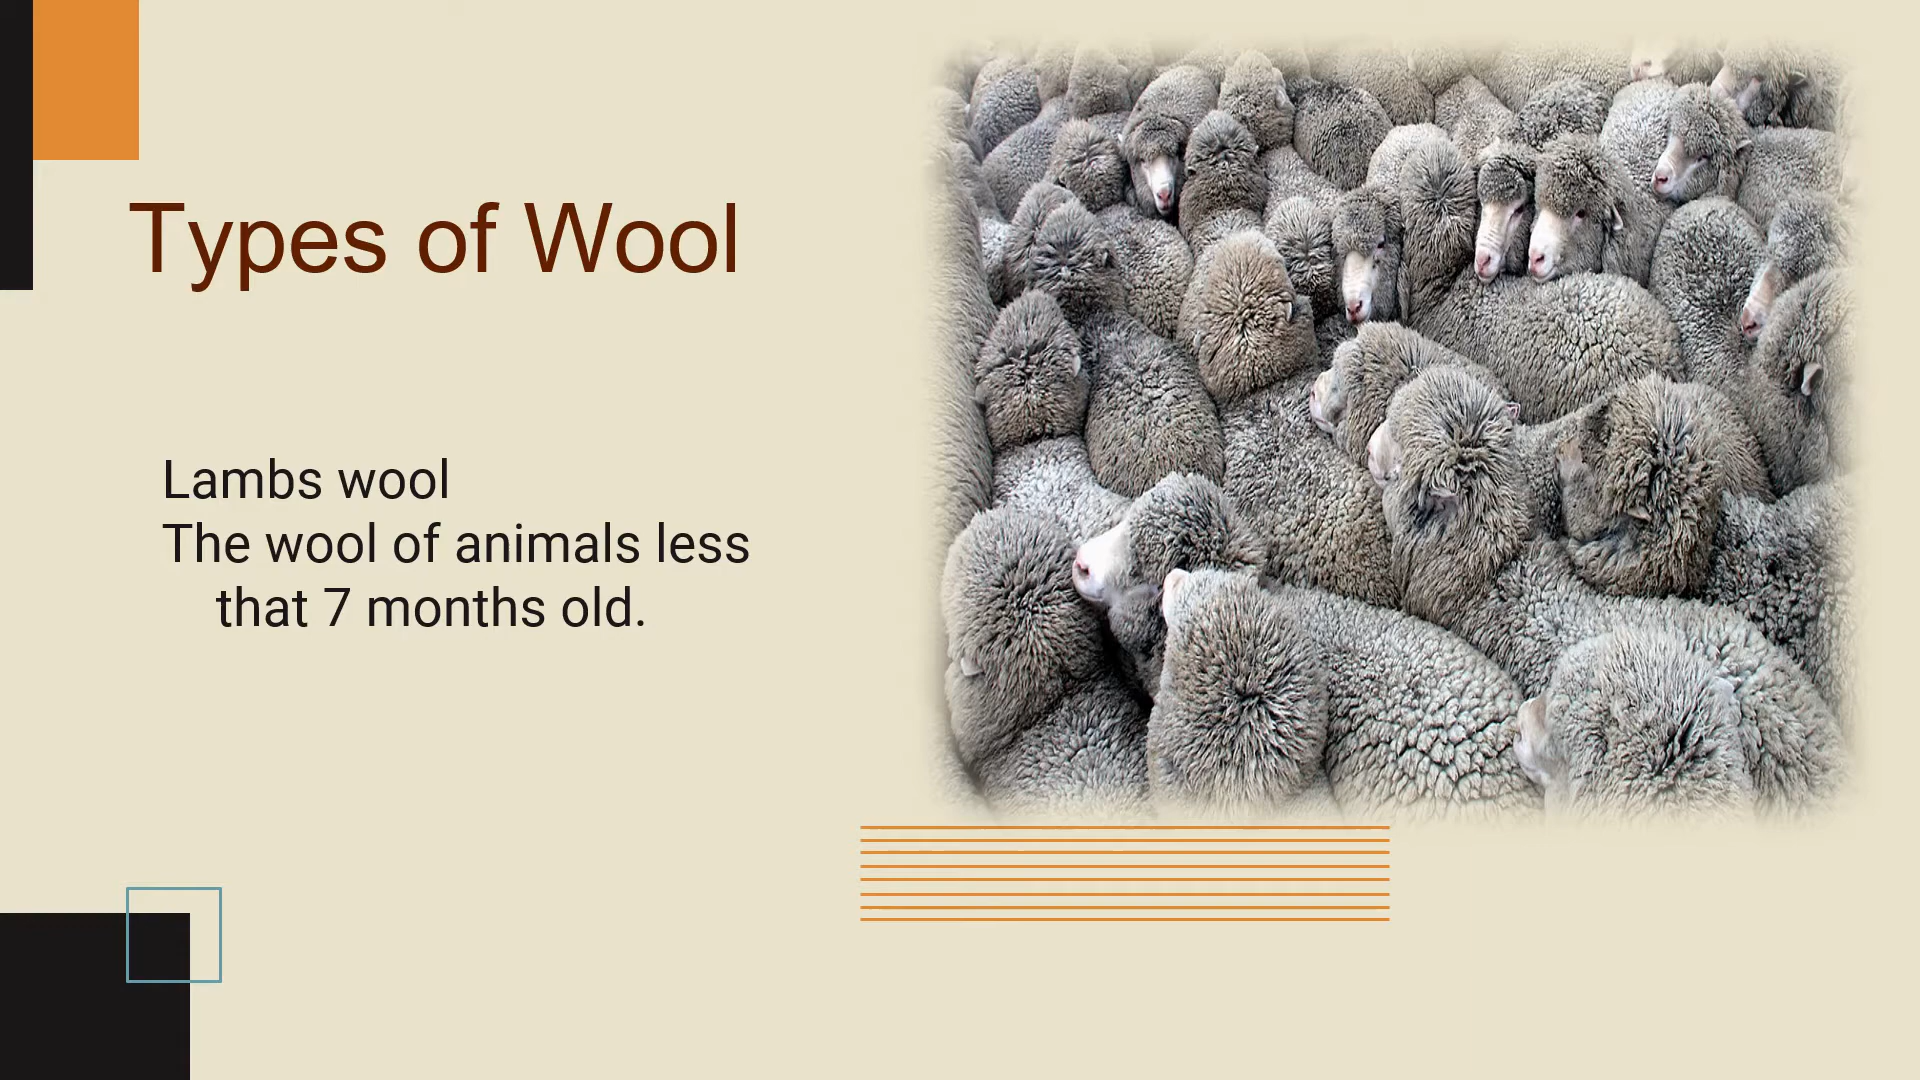 Types of Wool
Lambs wool
The wool of animals less
that 7 months old.